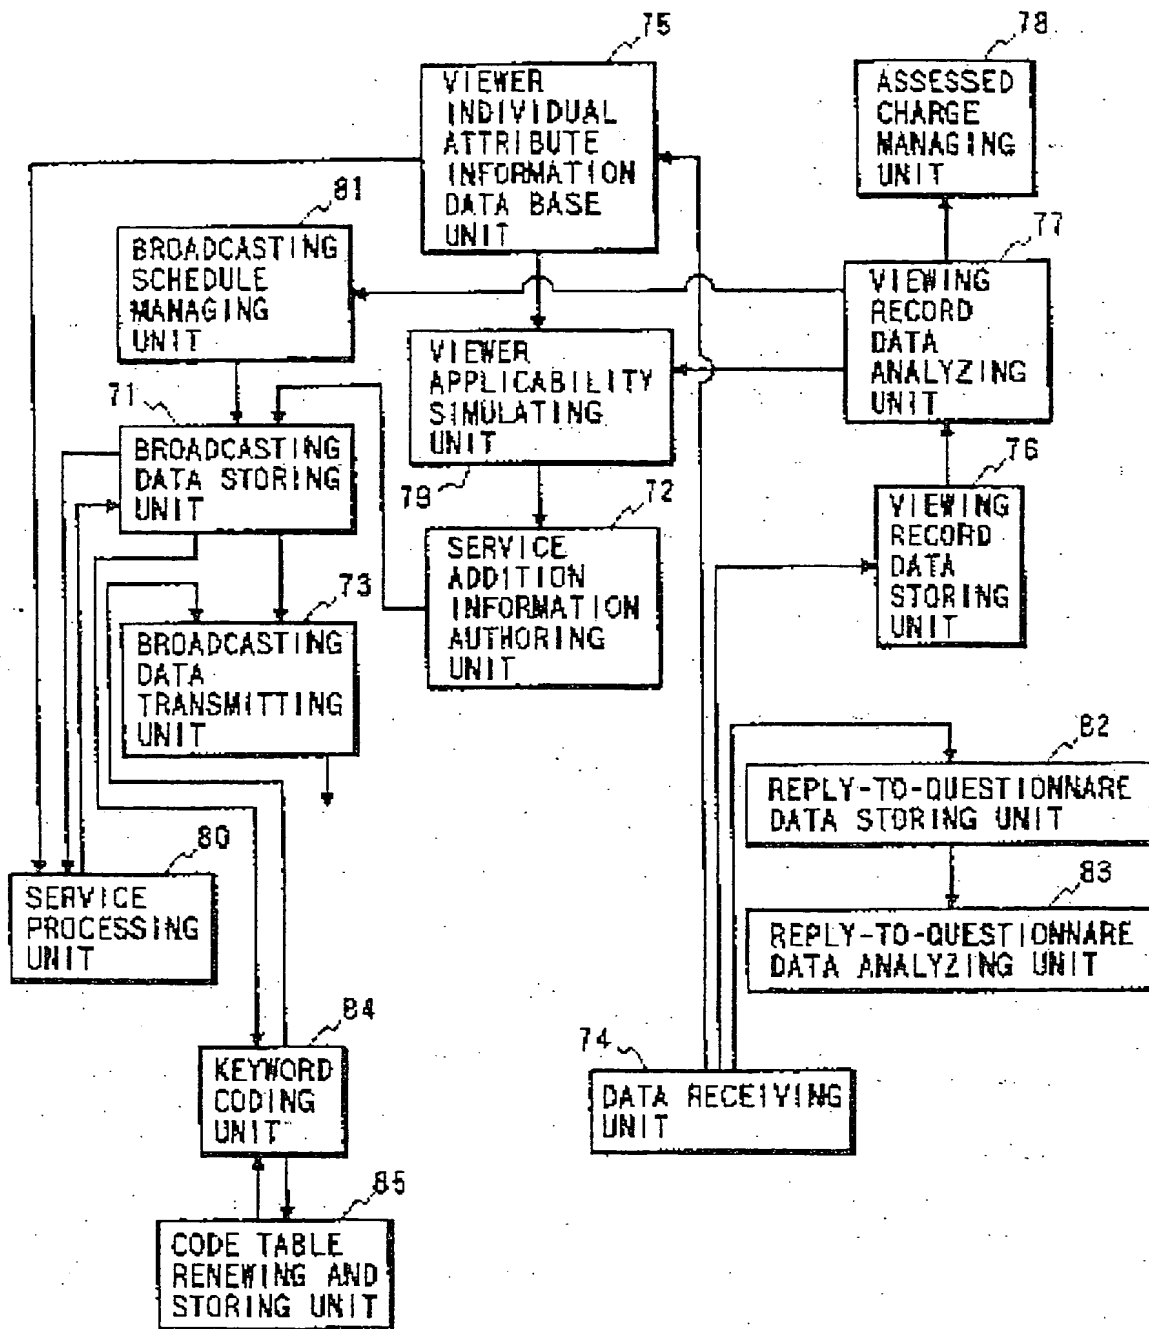 75
VIEWER
INDIVIDUAL
ATTRIBUTE
INFORMATION
DATA BASE
UNIT
78
ASSESSED
CHARGE
MANAGING
UNIT
81
BROADCASTING
SCHEDULE
MANAGING
UNIT
77
VIEWING
RECORD
DATA
ANALYZING
UNIT
VIEWER
APPLICABILITY
SIMULATING
UNIT
79
71
BROADCASTING
DATA STORING
UNIT
76
VIEWING
RECORD
DATA
STORING
UNIT
72
SERVICE
ADDITION
INFORMATION
AUTHORING
UNIT
73
BROADCASTING
DATA
TRANSMITTING
UNIT
82
REPLY-TO-QUESTIONNARE
DATA STORING UNIT
80
SERVICE
PROCESSING
UNIT
83
REPLY-TO-QUESTIONNARE
DATA ANALYZING UNIT
84
KEYWORD
CODING
UNIT
74
DATA RECEIVING
UNIT
85
CODE TABLE
RENEWING AND
STORING UNIT